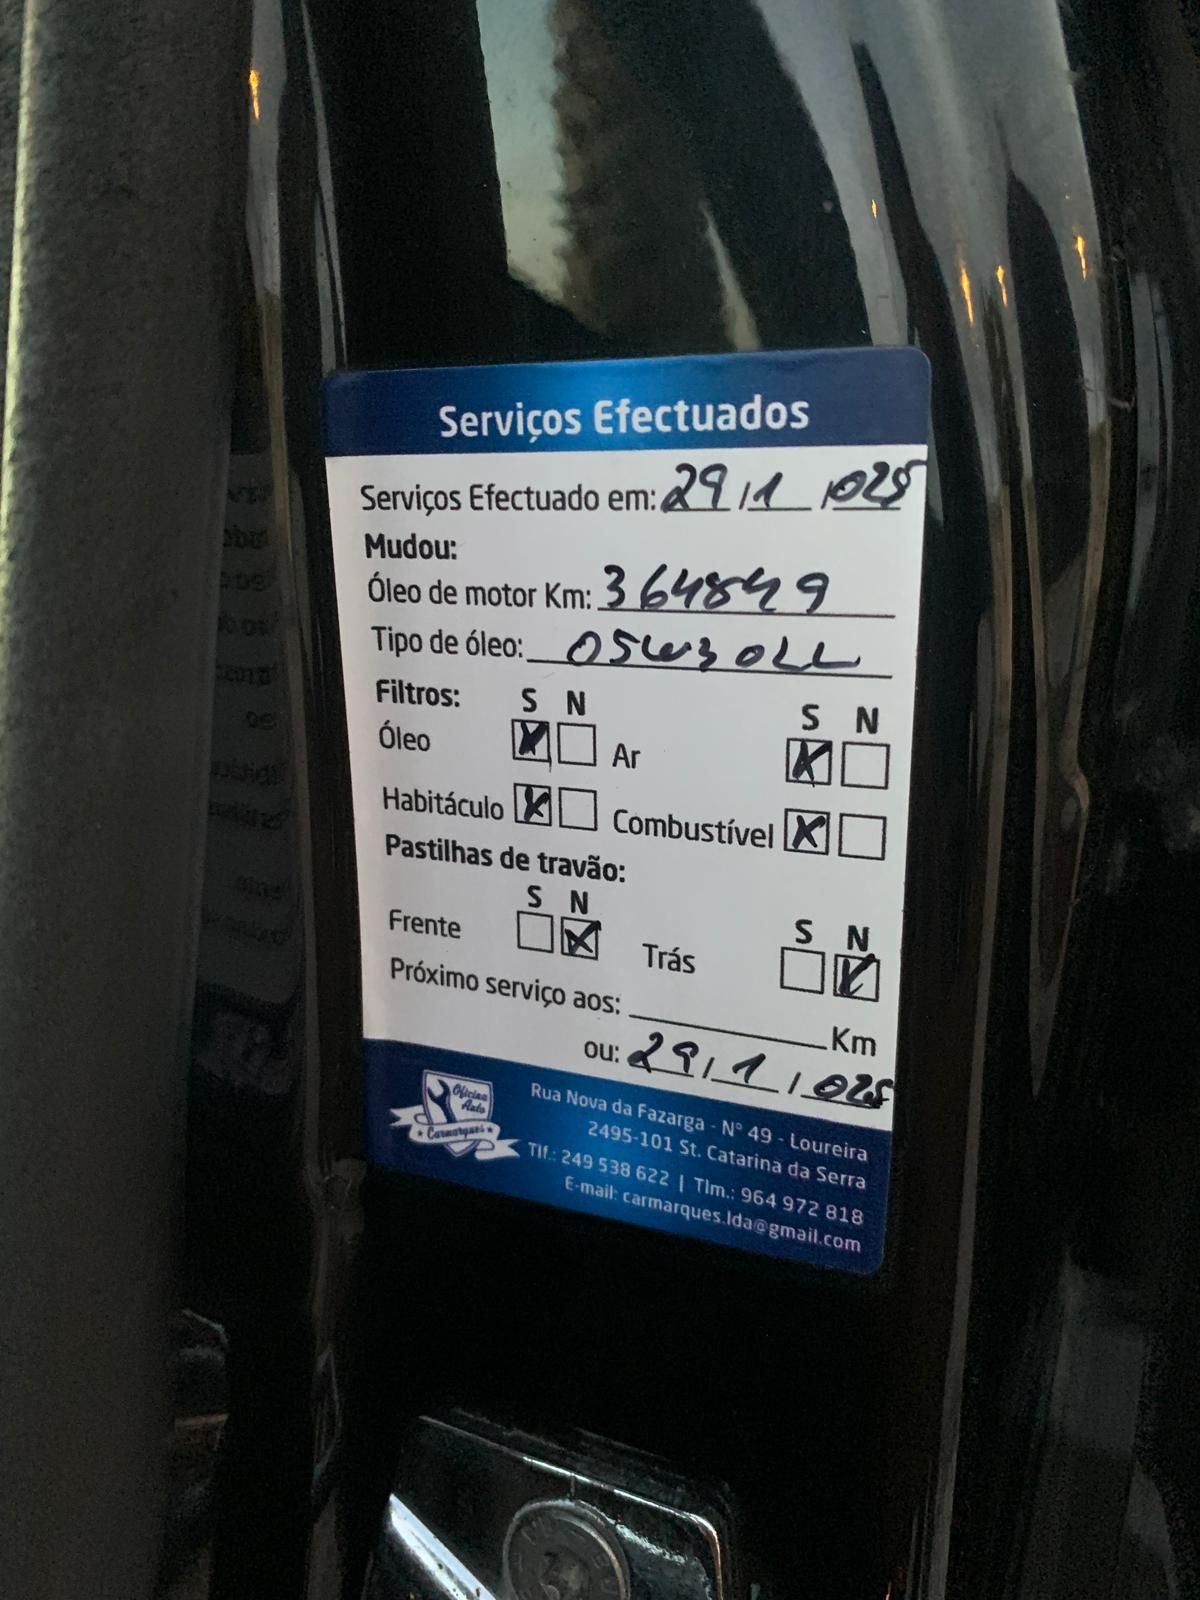 Serviços Efectuados
Serviços Efectuado em: 29/1/025
Mudou:
Óleo de motor Km: 364849
Tipo de óleo: 05W30LL
Filtros: S N S N
Óleo X Ar X
Habitáculo X Combustível X
Pastilhas de travão:
S N S N
Frente X Trás X
Próximo serviço aos: Km
ou: 29/1/025
Oficina
Auto
Carmarques
Rua Nova da Fazarga - Nº 49 - Loureira
2495-101 St. Catarina da Serra
Tlf.: 249 538 622 | Tlm.: 964 972 818
E-mail: carmarques.lda@gmail.com